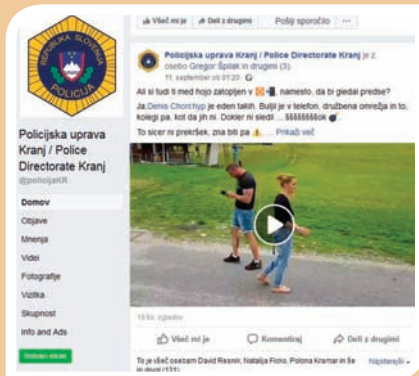 Všeč mi je
Deli z drugimi
Pošlji sporočilo
REPUBLIKA SLOVENIJA
POLICIJA
Policijska uprava
Kranj / Police
Directorate Kranj
@policijaKR
Domov
Objave
Mnenja
Videi
Fotografije
Vizitka
Skupnost
Info and Ads
Policijska uprava Kranj / Police Directorate Kranj je z
osebo Gregor Šplak in drugimi (3).
11. september ob 01:20
Ali si tudi ti med hojo zatopljen v, namesto, da bi gledal predse?
Ja,Denis Chorchyp je eden takih. Bulji je v telefon, družbena omrežja in to,
kolegi pa, kot da jih ni. Dokler ni sledil
To sicer ni prekršek, zna biti pa ... Prikaži več
Všeč mi je
Komentiraj
Deli z drugimi
To je všeč osebam David Resnik, Natalija Ficko, Polona Kramar in še
in drugi (131).
Najstarejši